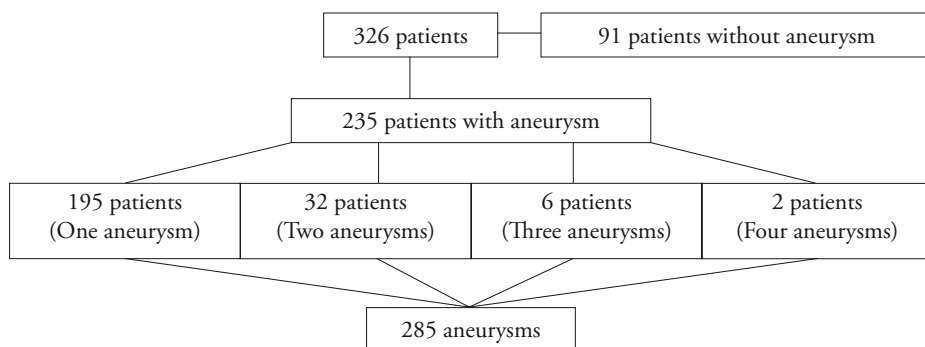 326 patients
91 patients without aneurysm
235 patients with aneurysm
195 patients
(One aneurysm)
32 patients
(Two aneurysms)
6 patients
(Three aneurysms)
2 patients
(Four aneurysms)
285 aneurysms